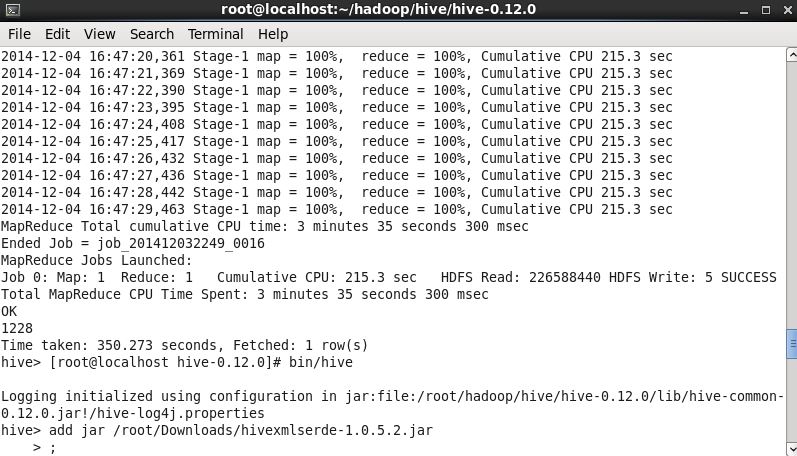 root@localhost:~/hadoop/hive/hive-0.12.0
File Edit View Search Terminal Help
2014-12-04 16:47:20,361 Stage-1 map = 100%,  reduce = 100%, Cumulative CPU 215.3 sec
2014-12-04 16:47:21,369 Stage-1 map = 100%,  reduce = 100%, Cumulative CPU 215.3 sec
2014-12-04 16:47:22,390 Stage-1 map = 100%,  reduce = 100%, Cumulative CPU 215.3 sec
2014-12-04 16:47:23,395 Stage-1 map = 100%,  reduce = 100%, Cumulative CPU 215.3 sec
2014-12-04 16:47:24,408 Stage-1 map = 100%,  reduce = 100%, Cumulative CPU 215.3 sec
2014-12-04 16:47:25,417 Stage-1 map = 100%,  reduce = 100%, Cumulative CPU 215.3 sec
2014-12-04 16:47:26,432 Stage-1 map = 100%,  reduce = 100%, Cumulative CPU 215.3 sec
2014-12-04 16:47:27,436 Stage-1 map = 100%,  reduce = 100%, Cumulative CPU 215.3 sec
2014-12-04 16:47:28,442 Stage-1 map = 100%,  reduce = 100%, Cumulative CPU 215.3 sec
2014-12-04 16:47:29,463 Stage-1 map = 100%,  reduce = 100%, Cumulative CPU 215.3 sec
MapReduce Total cumulative CPU time: 3 minutes 35 seconds 300 msec
Ended Job = job_201412032249_0016
MapReduce Jobs Launched:
Job 0: Map: 1  Reduce: 1   Cumulative CPU: 215.3 sec   HDFS Read: 226588440 HDFS Write: 5 SUCCESS
Total MapReduce CPU Time Spent: 3 minutes 35 seconds 300 msec
OK
1228
Time taken: 350.273 seconds, Fetched: 1 row(s)
hive> [root@localhost hive-0.12.0]# bin/hive
Logging initialized using configuration in jar:file:/root/hadoop/hive/hive-0.12.0/lib/hive-common-
0.12.0.jar!/hive-log4j.properties
hive> add jar /root/Downloads/hivexmlserde-1.0.5.2.jar
    > ;